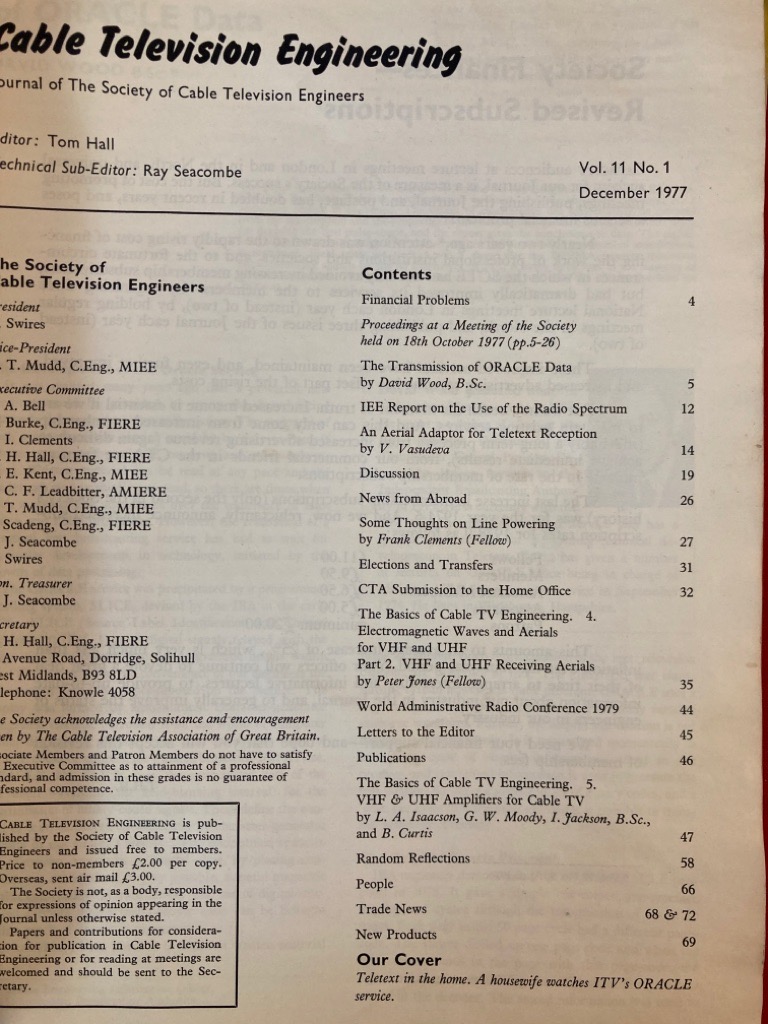 Cable Television Engineering
ournal of The Society of Cable Television Engineers
ditor: Tom Hall
echnical Sub-Editor: Ray Seacombe
Vol. 11 No. 1
December 1977
he Society of
able Television Engineers
esident
. Swires
ice-President
. T. Mudd, C.Eng., MIEE
xecutive Committee
A. Bell
Burke, C.Eng., FIERE
I. Clements
H. Hall, C.Eng., FIERE
E. Kent, C.Eng., MIEE
C. F. Leadbitter, AMIERE
T. Mudd, C.Eng., MIEE
Scadeng, C.Eng., FIERE
J. Seacombe
Swires
on. Treasurer
J. Seacombe
cretary
H. Hall, C.Eng., FIERE
Avenue Road, Dorridge, Solihull
est Midlands, B93 8LD
lephone: Knowle 4058
e Society acknowledges the assistance and encouragement
en by The Cable Television Association of Great Britain.
sociate Members and Patron Members do not have to satisfy
Executive Committee as to attainment of a professional
ndard, and admission in these grades is no guarantee of
fessional competence.
CABLE TELEVISION ENGINEERING is pub-
lished by the Society of Cable Television
Engineers and issued free to members.
Price to non-members £2.00 per copy.
Overseas, sent air mail £3.00.
The Society is not, as a body, responsible
for expressions of opinion appearing in the
Journal unless otherwise stated.
Papers and contributions for considera-
tion for publication in Cable Television
Engineering or for reading at meetings are
welcomed and should be sent to the Sec-
retary.
Contents
Financial Problems 4
Proceedings at a Meeting of the Society
held on 18th October 1977 (pp.5-26)
The Transmission of ORACLE Data
by David Wood, B.Sc. 5
IEE Report on the Use of the Radio Spectrum 12
An Aerial Adaptor for Teletext Reception
by V. Vasudeva 14
Discussion 19
News from Abroad 26
Some Thoughts on Line Powering
by Frank Clements (Fellow) 27
Elections and Transfers 31
CTA Submission to the Home Office 32
The Basics of Cable TV Engineering. 4.
Electromagnetic Waves and Aerials
for VHF and UHF
Part 2. VHF and UHF Receiving Aerials
by Peter Jones (Fellow) 35
World Administrative Radio Conference 1979 44
Letters to the Editor 45
Publications 46
The Basics of Cable TV Engineering. 5.
VHF & UHF Amplifiers for Cable TV
by L. A. Isaacson, G. W. Moody, I. Jackson, B.Sc.,
and B. Curtis 47
Random Reflections 58
People 66
Trade News 68 & 72
New Products 69
Our Cover
Teletext in the home. A housewife watches ITV's ORACLE
service.